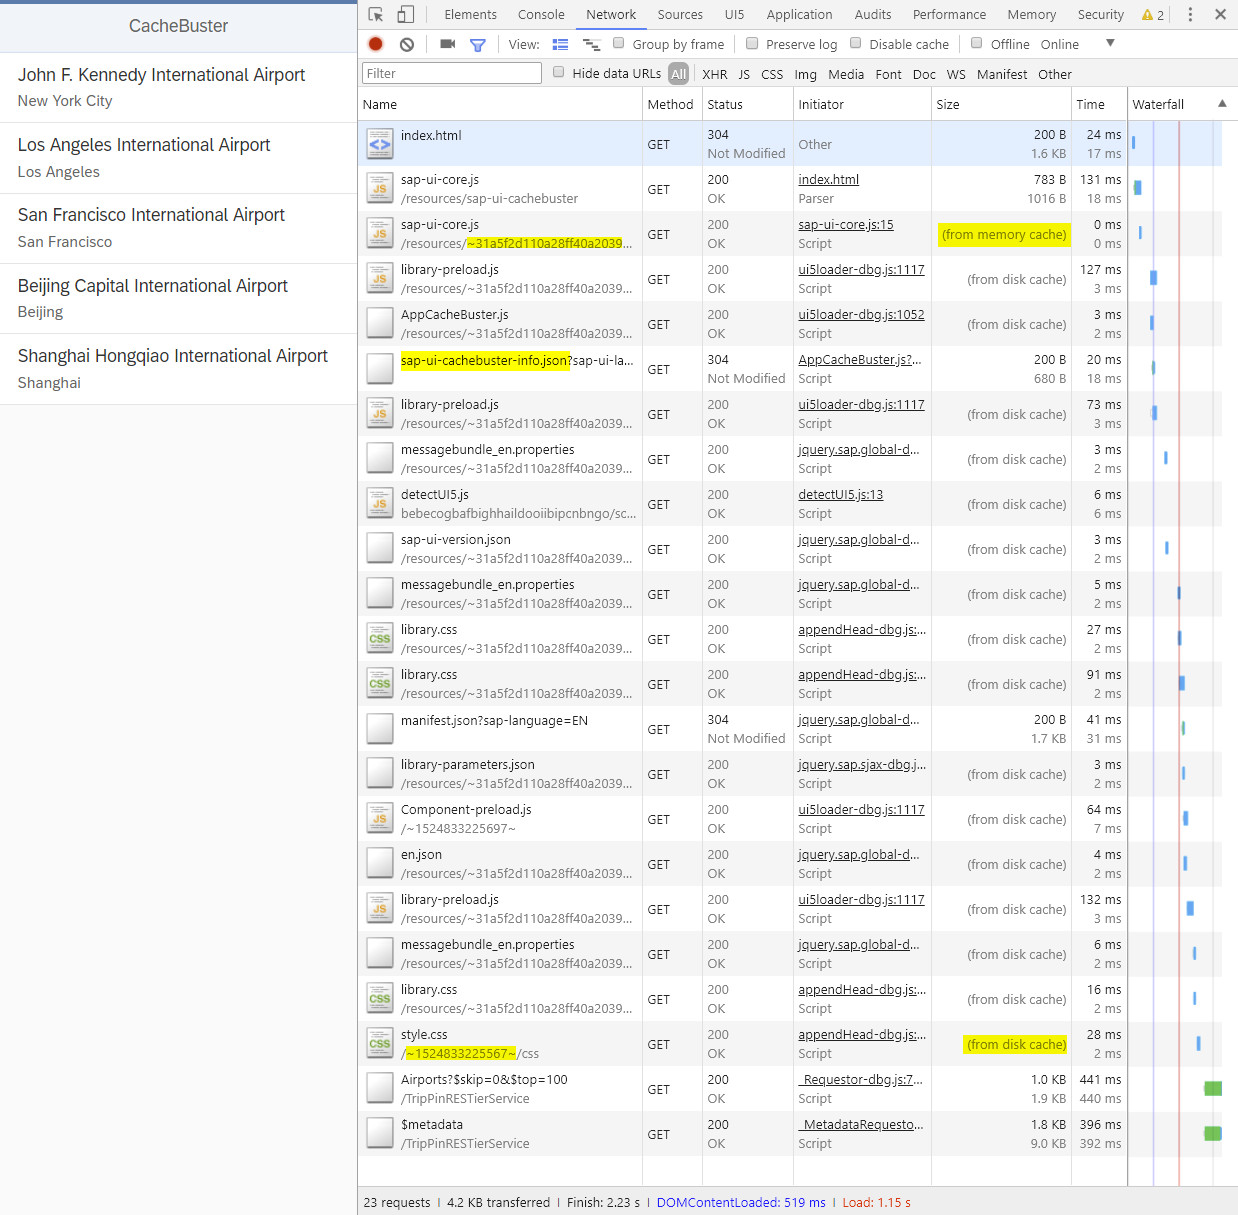 CacheBuster
John F. Kennedy International Airport
New York City
Los Angeles International Airport
Los Angeles
San Francisco International Airport
San Francisco
Beijing Capital International Airport
Beijing
Shanghai Hongqiao International Airport
Shanghai
Elements Console Network Sources UI5 Application Audits Performance Memory Security 2
View: Group by frame Preserve log Disable cache Offline Online
Filter Hide data URLs All XHR JS CSS Img Media Font Doc WS Manifest Other
Name Method Status Initiator Size Time Waterfall
index.html GET 304 Other 200 B 24 ms
Not Modified 1.6 KB 17 ms
sap-ui-core.js GET 200 index.html 783 B 131 ms
/resources/sap-ui-cachebuster OK Parser 1016 B 18 ms
sap-ui-core.js GET 200 sap-ui-core.js:15 (from memory cache) 0 ms
/resources/~31a5f2d110a28ff40a2039... OK Script 0 ms
library-preload.js GET 200 ui5loader-dbg.js:1117 (from disk cache) 127 ms
/resources/~31a5f2d110a28ff40a2039... OK Script 3 ms
AppCacheBuster.js GET 200 ui5loader-dbg.js:1052 (from disk cache) 3 ms
/resources/~31a5f2d110a28ff40a2039... OK Script 2 ms
sap-ui-cachebuster-info.json?sap-ui-la... GET 304 AppCacheBuster.js?... 200 B 20 ms
Not Modified Script 680 B 18 ms
library-preload.js GET 200 ui5loader-dbg.js:1117 (from disk cache) 73 ms
/resources/~31a5f2d110a28ff40a2039... OK Script 3 ms
messagebundle_en.properties GET 200 jquery.sap.global-d... (from disk cache) 3 ms
/resources/~31a5f2d110a28ff40a2039... OK Script 2 ms
detectUI5.js GET 200 detectUI5.js:13 (from disk cache) 6 ms
bebecogbafbighhaildooiibipcnbngo/sc... OK Script 6 ms
sap-ui-version.json GET 200 jquery.sap.global-d... (from disk cache) 3 ms
/resources/~31a5f2d110a28ff40a2039... OK Script 2 ms
messagebundle_en.properties GET 200 jquery.sap.global-d... (from disk cache) 5 ms
/resources/~31a5f2d110a28ff40a2039... OK Script 2 ms
library.css GET 200 appendHead-dbg.js:... (from disk cache) 27 ms
/resources/~31a5f2d110a28ff40a2039... OK Script 2 ms
library.css GET 200 appendHead-dbg.js:... (from disk cache) 91 ms
/resources/~31a5f2d110a28ff40a2039... OK Script 2 ms
manifest.json?sap-language=EN GET 304 jquery.sap.global-d... 200 B 41 ms
Not Modified Script 1.7 KB 31 ms
library-parameters.json GET 200 jquery.sap.sjax-dbg.j... (from disk cache) 3 ms
/resources/~31a5f2d110a28ff40a2039... OK Script 2 ms
Component-preload.js GET 200 ui5loader-dbg.js:1117 (from disk cache) 64 ms
/~1524833225697~ OK Script 7 ms
en.json GET 200 jquery.sap.global-d... (from disk cache) 4 ms
/resources/~31a5f2d110a28ff40a2039... OK Script 2 ms
library-preload.js GET 200 ui5loader-dbg.js:1117 (from disk cache) 132 ms
/resources/~31a5f2d110a28ff40a2039... OK Script 3 ms
messagebundle_en.properties GET 200 jquery.sap.global-d... (from disk cache) 6 ms
/resources/~31a5f2d110a28ff40a2039... OK Script 2 ms
library.css GET 200 appendHead-dbg.js:... (from disk cache) 16 ms
/resources/~31a5f2d110a28ff40a2039... OK Script 2 ms
style.css GET 200 appendHead-dbg.js:... (from disk cache) 28 ms
/~1524833225567~/css OK Script 2 ms
Airports?$skip=0&$top=100 GET 200 _Requestor-dbg.js:7... 1.0 KB 441 ms
/TripPinRESTierService OK Script 1.9 KB 440 ms
$metadata GET 200 _MetadataRequesto... 1.8 KB 396 ms
/TripPinRESTierService OK Script 9.0 KB 392 ms
23 requests | 4.2 KB transferred | Finish: 2.23 s | DOMContentLoaded: 519 ms | Load: 1.15 s